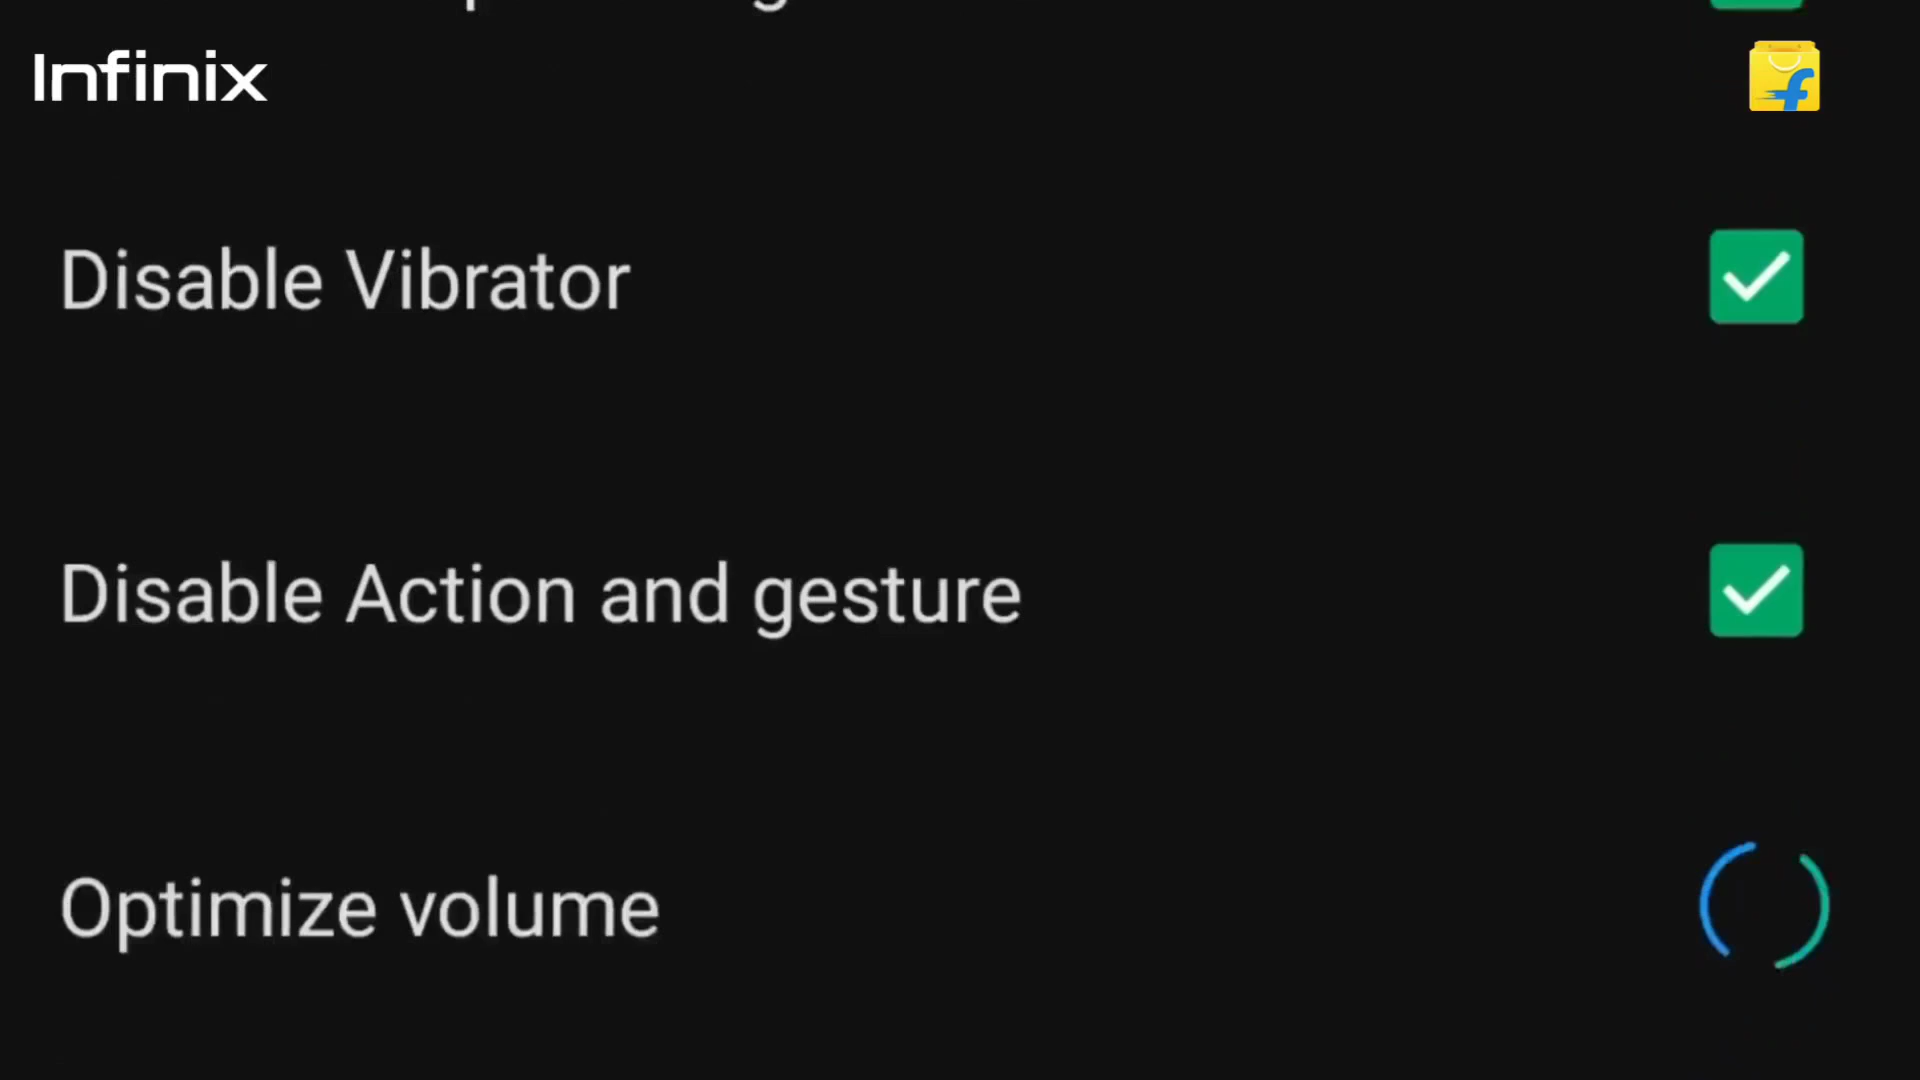 Infinix
Disable Vibrator
Disable Action and gesture
Optimize volume